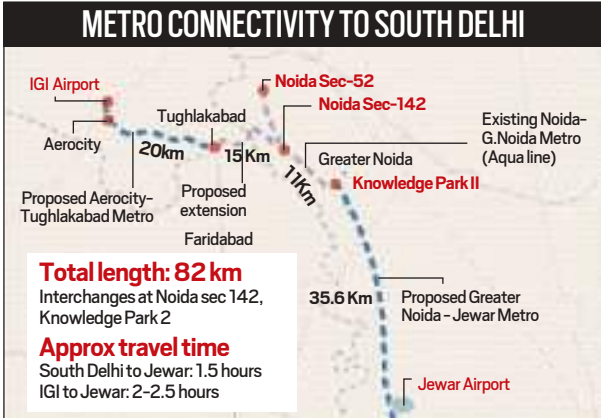 METRO CONNECTIVITY TO SOUTH DELHI
IGI Airport
Aerocity
20km
Proposed Aerocity-
Tughlakabad Metro
Tughlakabad
15 Km
Proposed
extension
Faridabad
Noida Sec-52
Noida Sec-142
11Km
Existing Noida-
G.Noida Metro
(Aqua line)
Greater Noida
Knowledge Park II
35.6 Km
Proposed Greater
Noida - Jewar Metro
Jewar Airport
Total length: 82 km
Interchanges at Noida sec 142,
Knowledge Park 2
Approx travel time
South Delhi to Jewar: 1.5 hours
IGI to Jewar: 2-2.5 hours